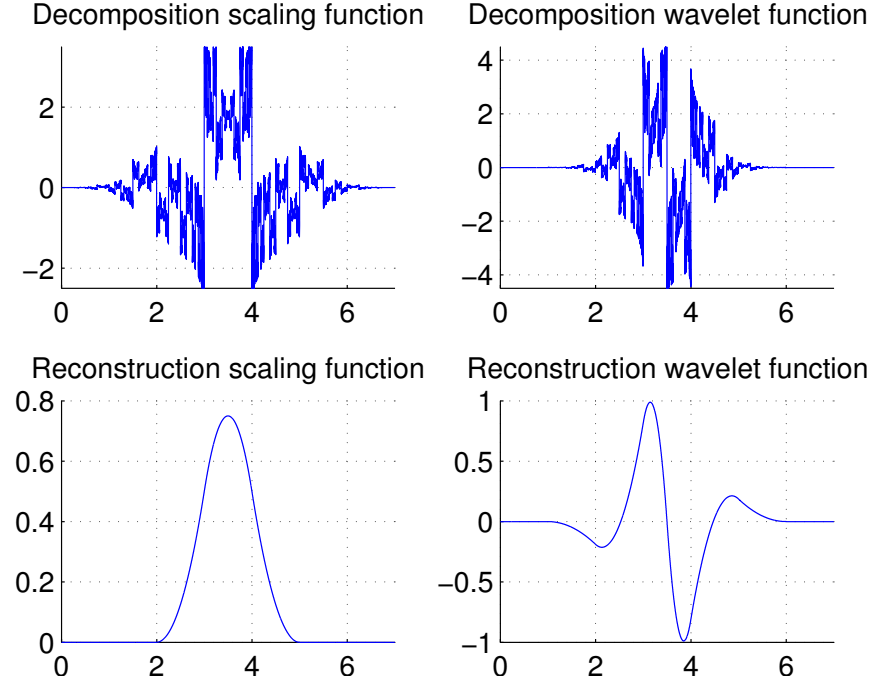 Decomposition scaling function
2
0
−2
0 2 4 6
Decomposition wavelet function
4
2
0
−2
−4
0 2 4 6
Reconstruction scaling function
0.8
0.6
0.4
0.2
0
0 2 4 6
Reconstruction wavelet function
1
0.5
0
−0.5
−1
0 2 4 6